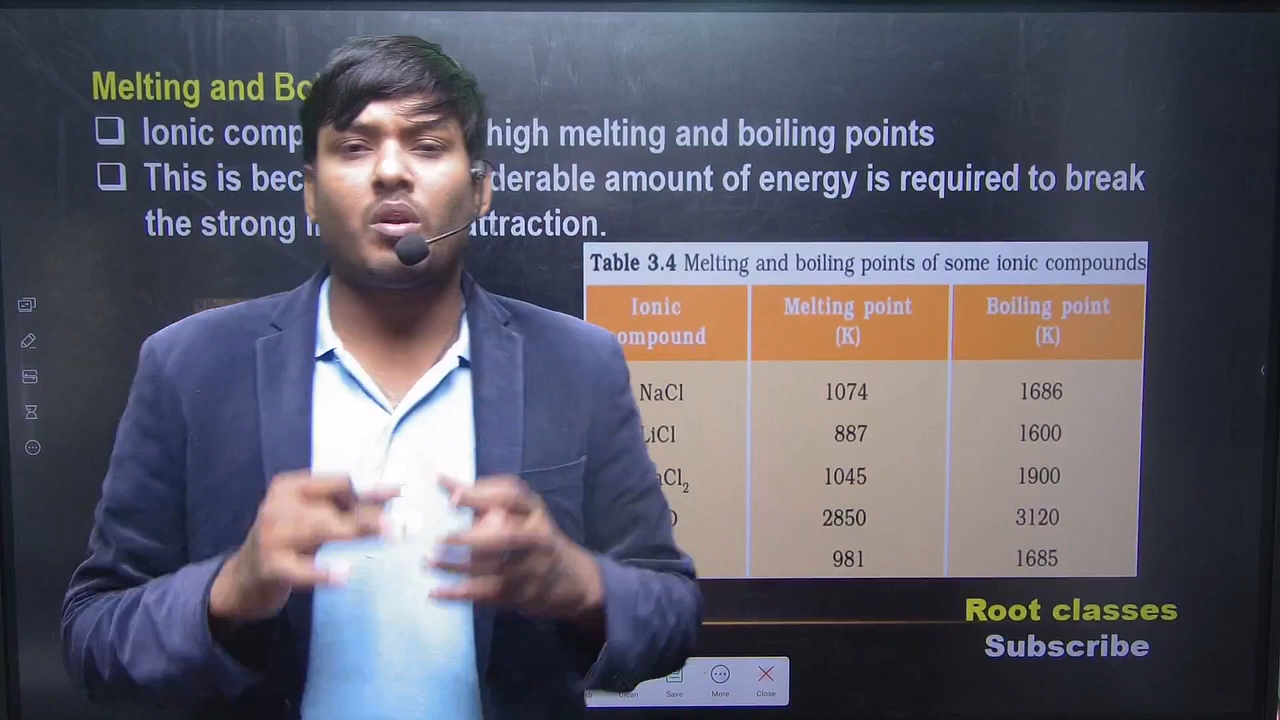 Melting and Bo
Ionic comp high melting and boiling points
This is bec derable amount of energy is required to break
the strong attraction.
Table 3.4 Melting and boiling points of some ionic compounds
Ionic Melting point Boiling point
ompound (K) (K)
NaCl 1074 1686
LiCl 887 1600
aCl₂ 1045 1900
O 2850 3120
981 1685
Root classes
Subscribe
Clean Save More Close